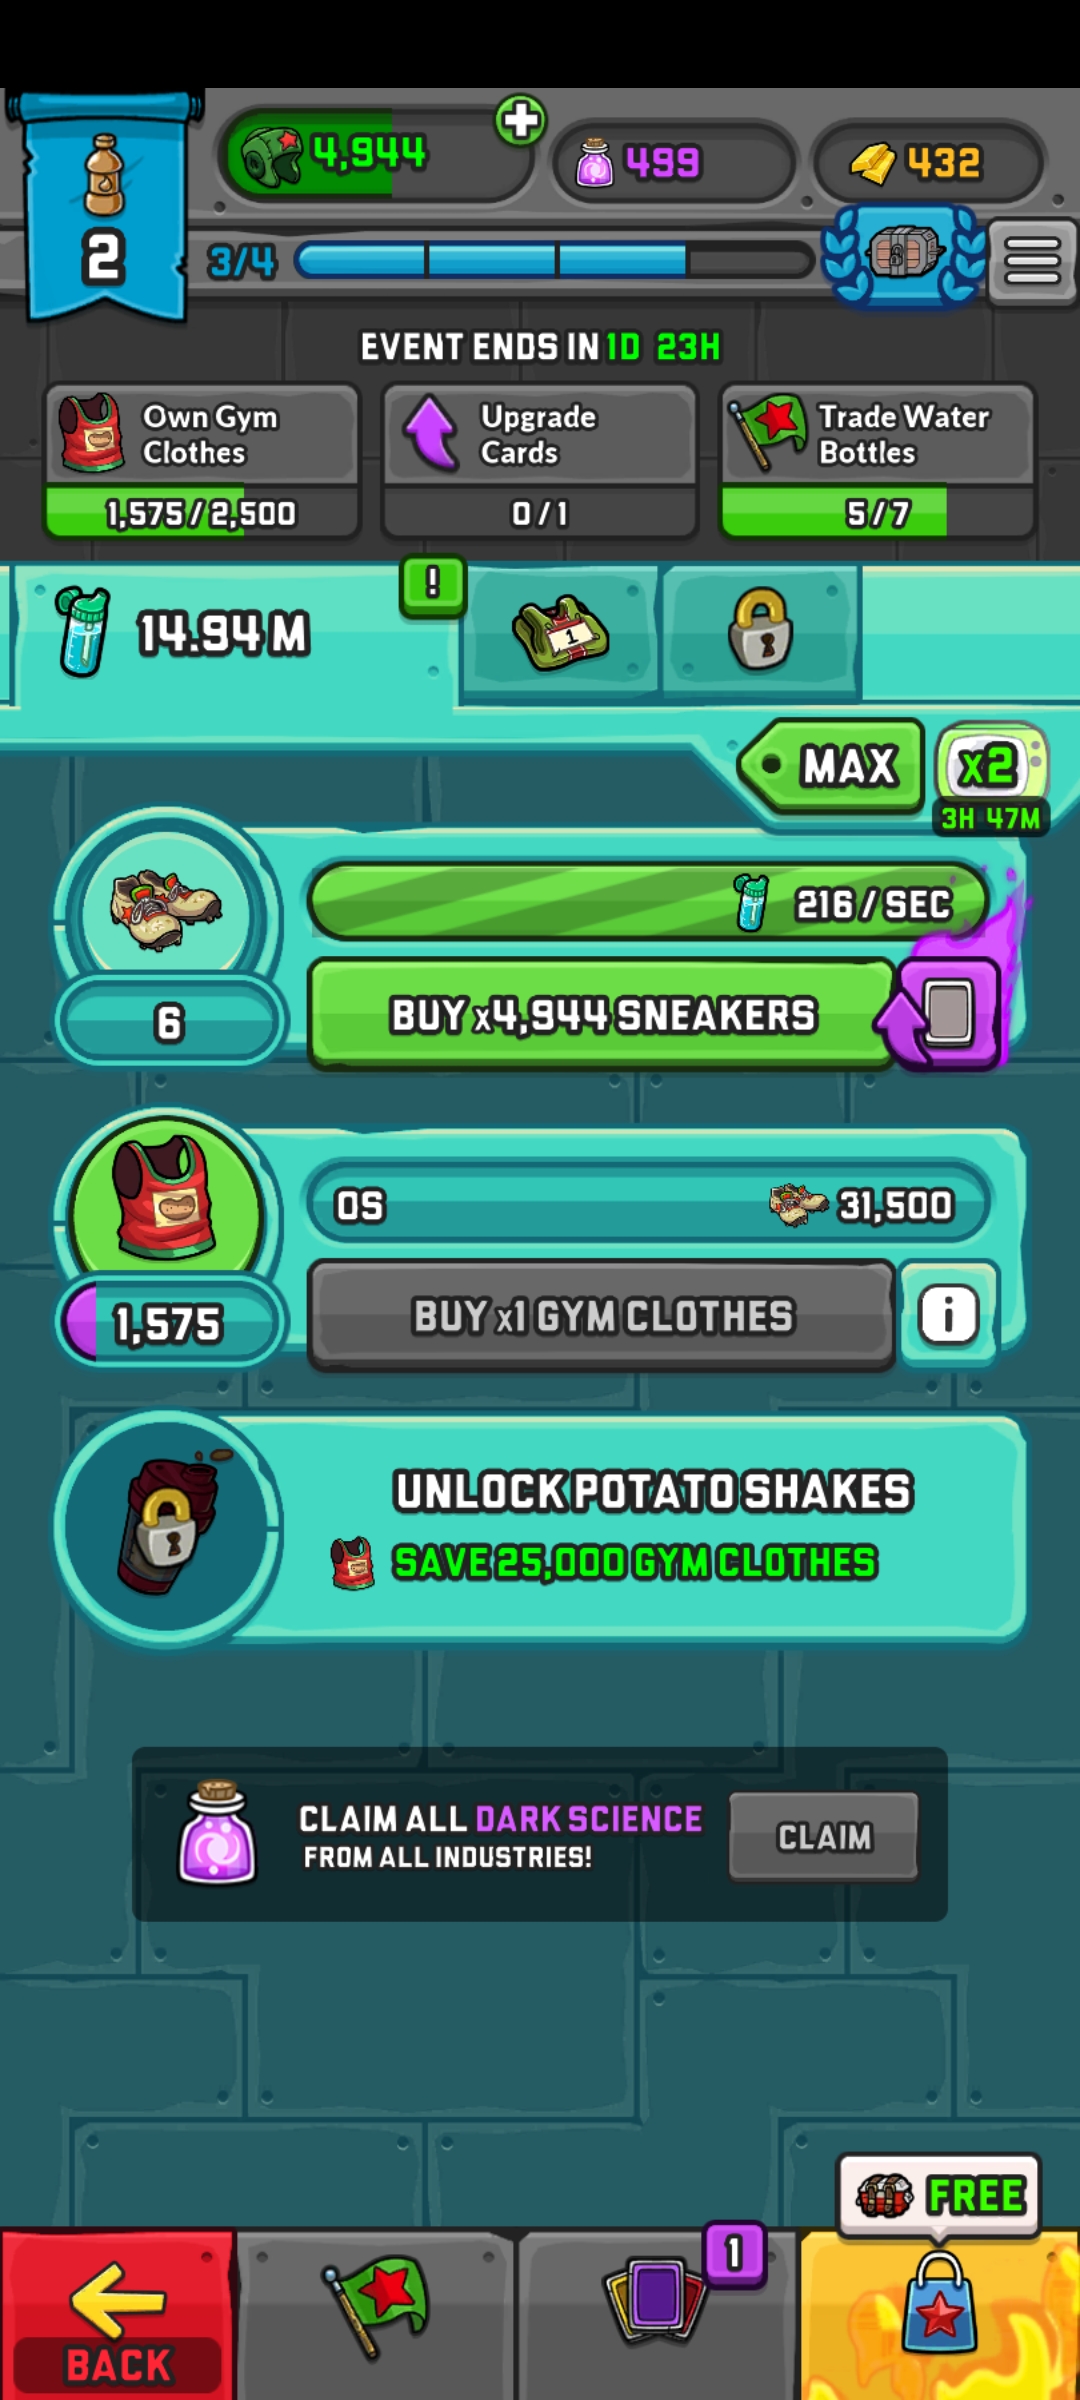 4,944
499
432
2
3/4
EVENT ENDS IN 1D 23H
Own Gym
Clothes
1,575/2,500
Upgrade
Cards
0/1
Trade Water
Bottles
5/7
14.94 M
!
1
MAX
x2
3H 47M
216/SEC
6
BUY x4,944 SNEAKERS
0S
31,500
1,575
BUY x1 GYM CLOTHES
i
UNLOCK POTATO SHAKES
SAVE 25,000 GYM CLOTHES
CLAIM ALL DARK SCIENCE
FROM ALL INDUSTRIES!
CLAIM
FREE
1
BACK